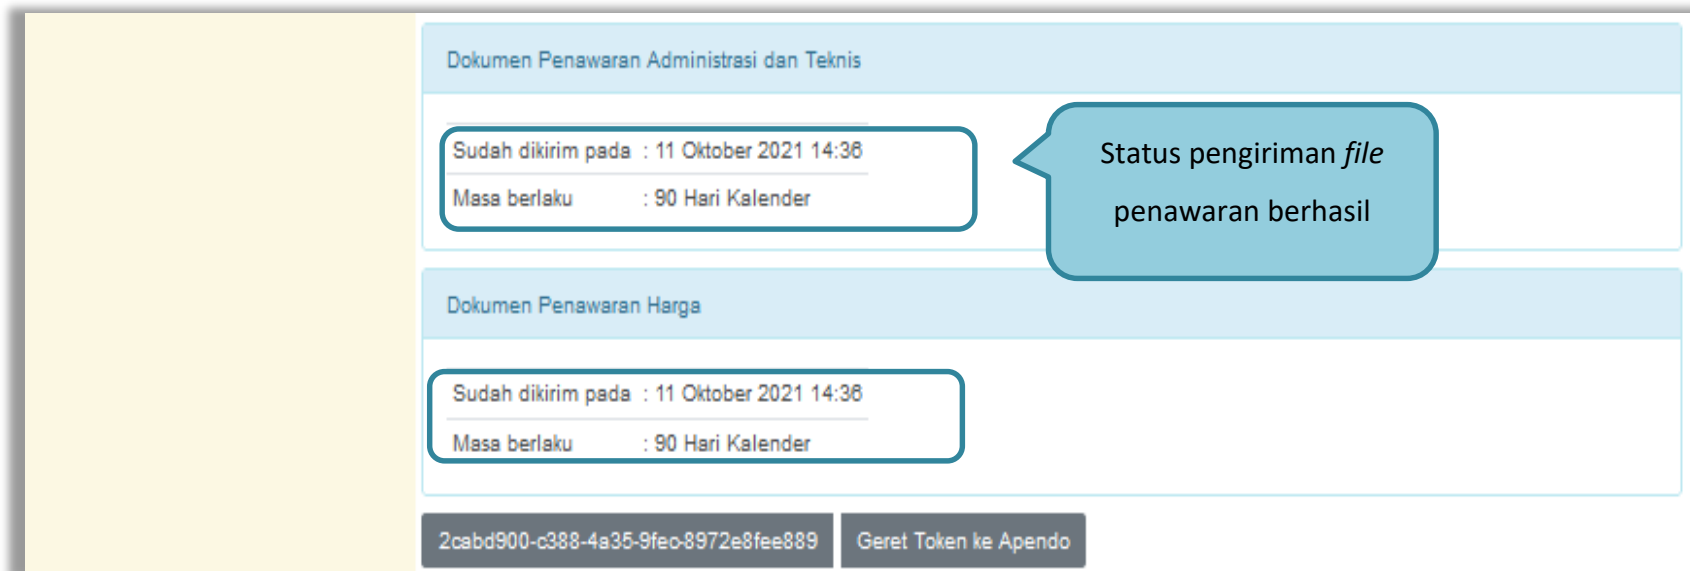 Dokumen Penawaran Administrasi dan Teknis
Sudah dikirim pada : 11 Oktober 2021 14:36
Masa berlaku : 90 Hari Kalender
Status pengiriman file
penawaran berhasil
Dokumen Penawaran Harga
Sudah dikirim pada : 11 Oktober 2021 14:36
Masa berlaku : 90 Hari Kalender
2cabd900-c388-4a35-9fec-8972e8fee889
Geret Token ke Apendo